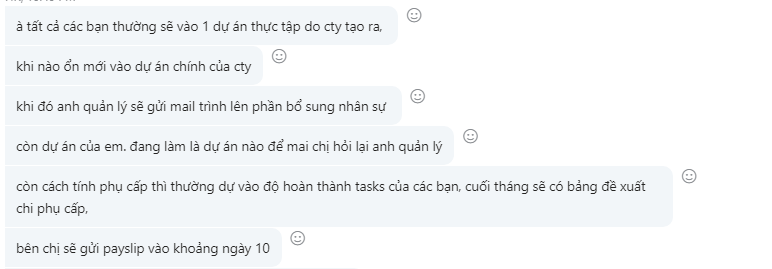 à tất cả các bạn thường sẽ vào 1 dự án thực tập do cty tạo ra,
khi nào ổn mới vào dự án chính của cty
khi đó anh quản lý sẽ gửi mail trình lên phần bổ sung nhân sự
còn dự án của em. đang làm là dự án nào để mai chị hỏi lại anh quản lý
còn cách tính phụ cấp thì thường dự vào độ hoàn thành tasks của các bạn, cuối tháng sẽ có bảng đề xuất
chi phụ cấp,
bên chị sẽ gửi payslip vào khoảng ngày 10